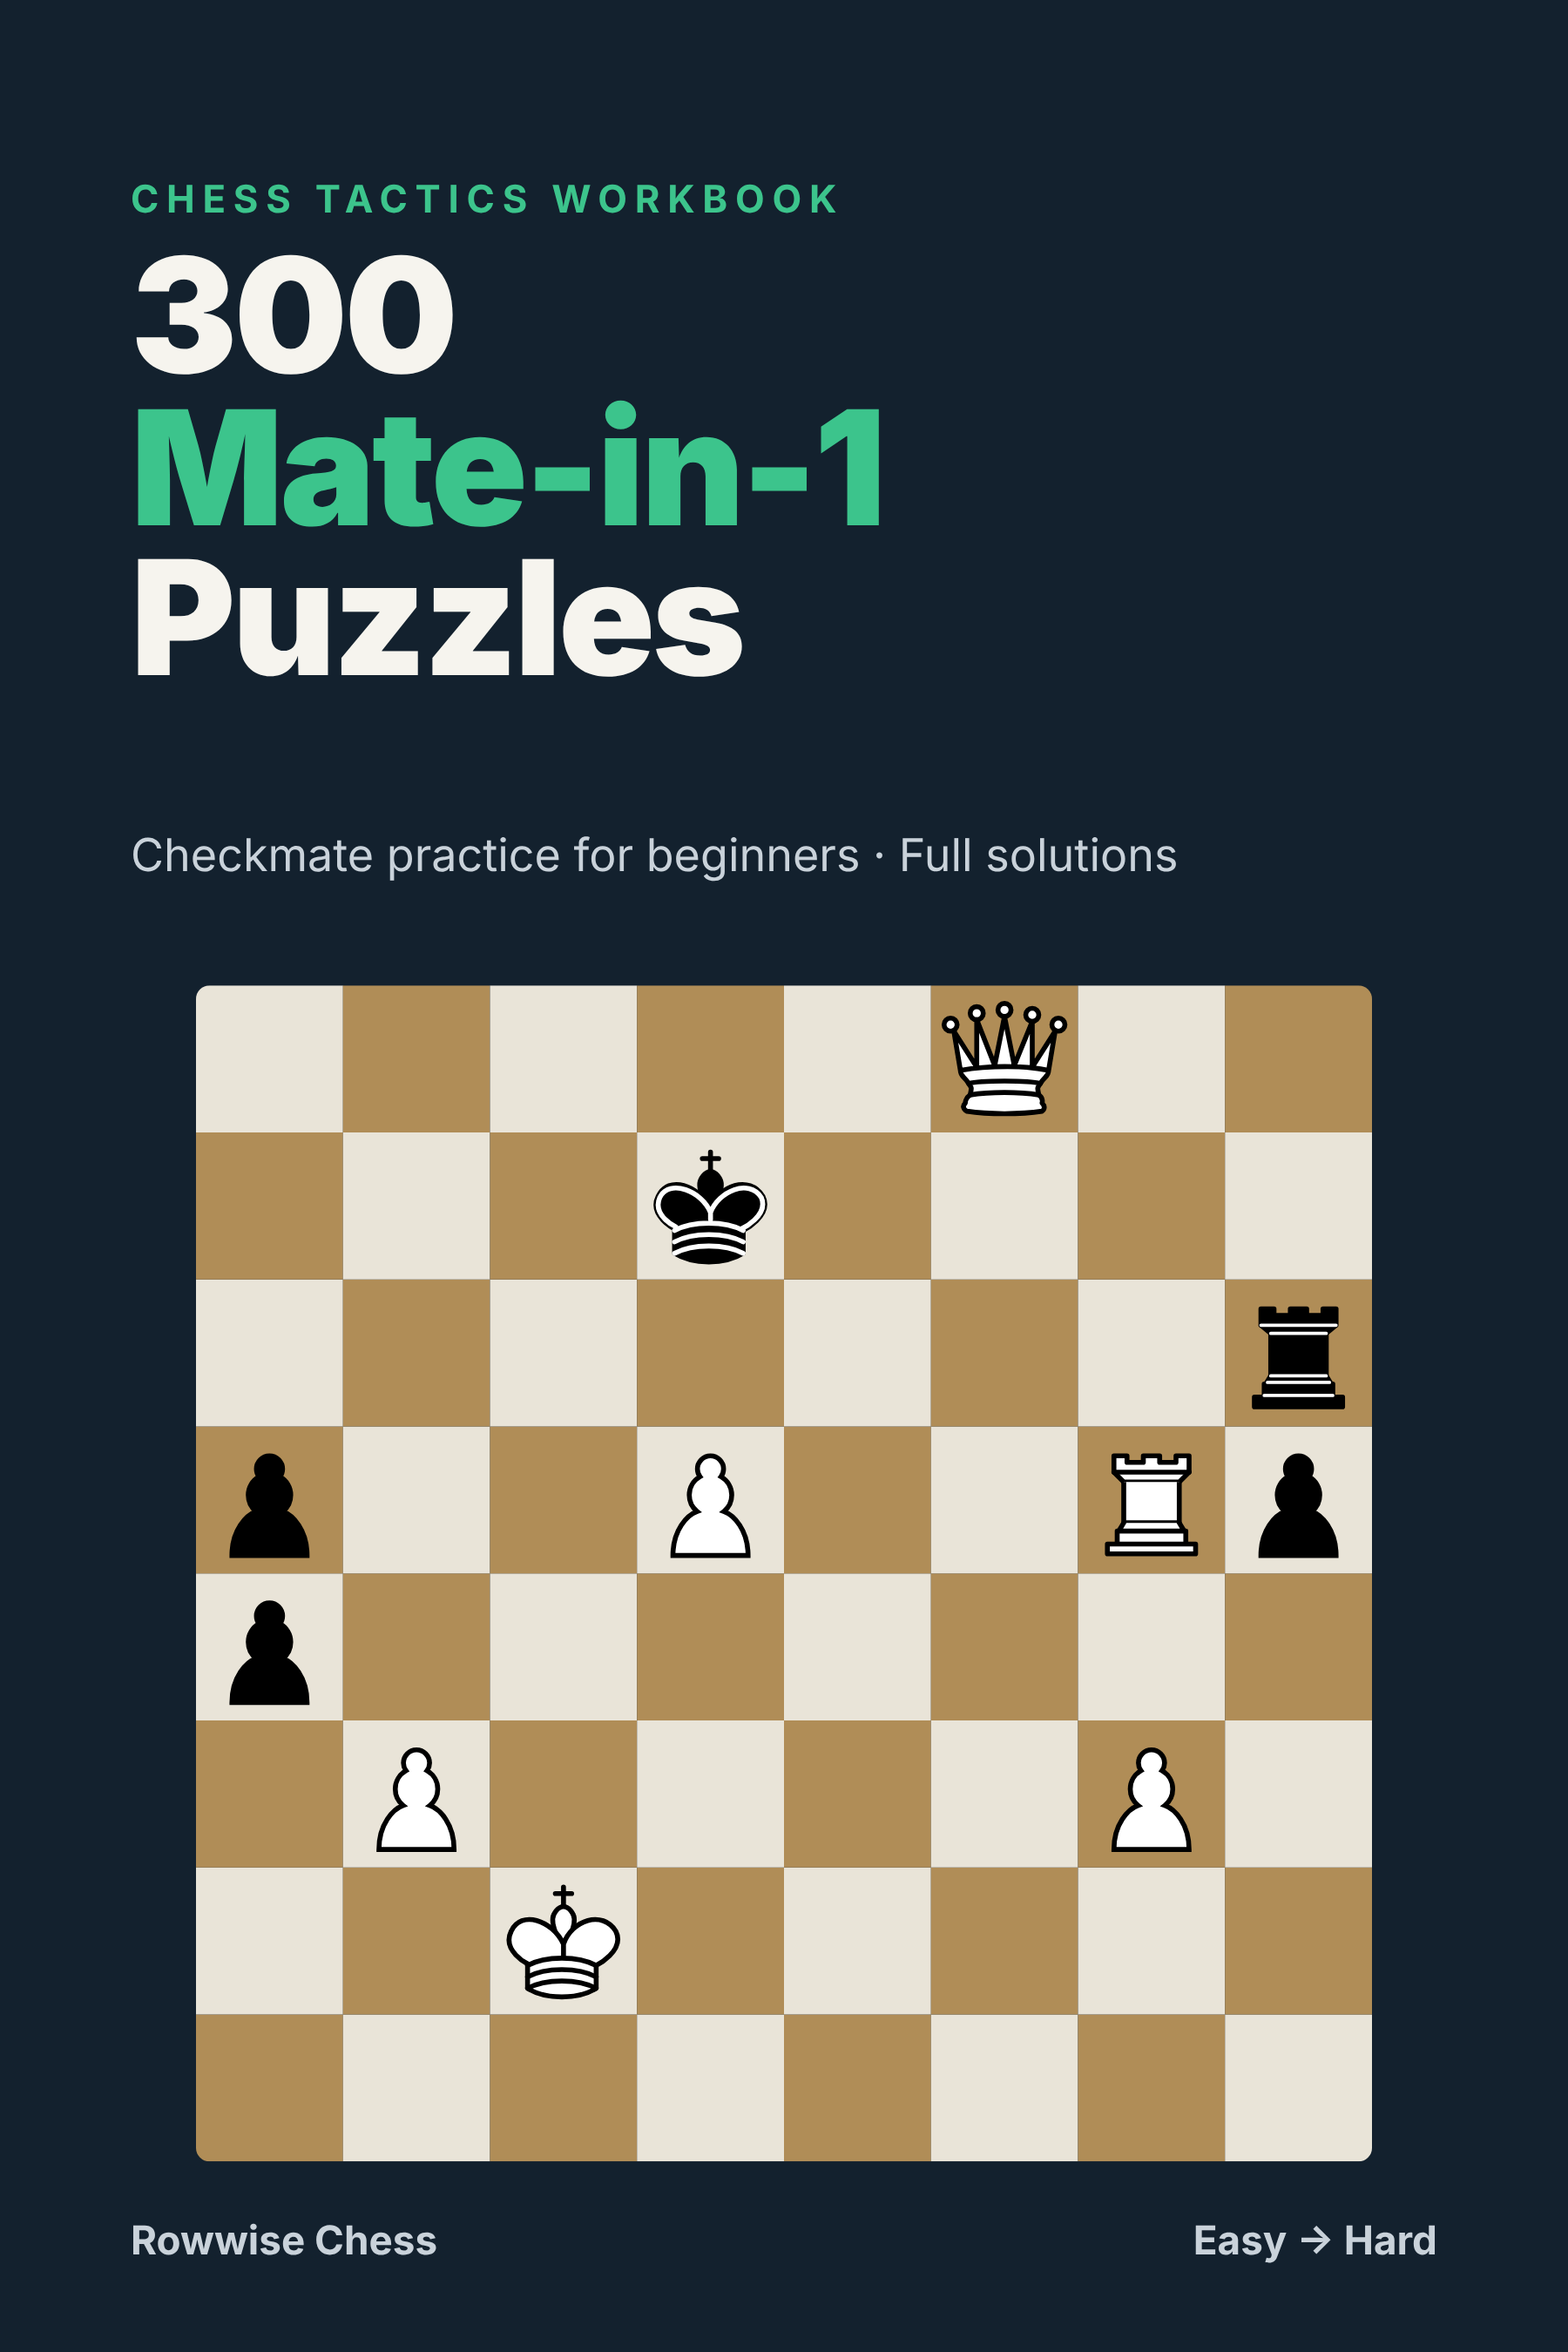 CHESS TACTICS WORKBOOK
300
Mate-in-1
Puzzles
Checkmate practice for beginners · Full solutions
Rowwise Chess
Easy → Hard